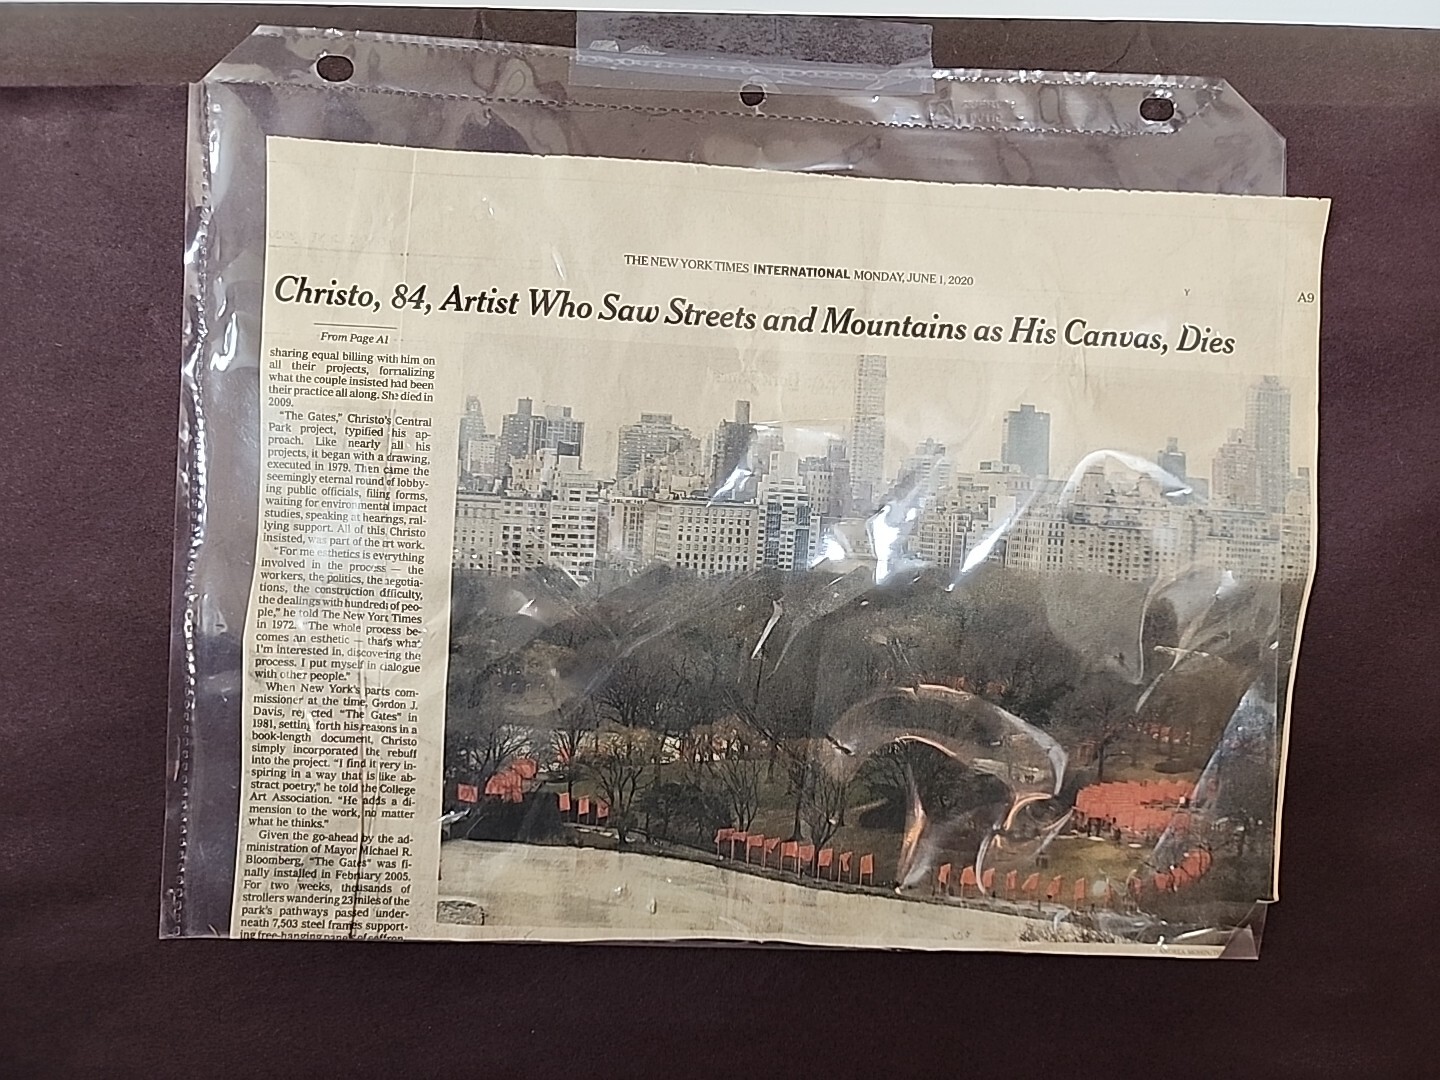 THE NEW YORK TIMES INTERNATIONAL MONDAY, JUNE 1, 2020
Y
A9
Christo, 84, Artist Who Saw Streets and Mountains as His Canvas, Dies
From Page A1
sharing equal billing with him on
all their projects, formalizing
what the couple insisted had been
their practice all along. She died in
2009.
"The Gates," Christo's Central
Park project, typified his ap-
proach. Like nearly all his
projects, it began with a drawing,
executed in 1979. Then came the
seemingly eternal round of lobby-
ing public officials, filing forms,
waiting for environmental impact
studies, speaking at hearings, ral-
lying support. All of this, Christo
insisted, was part of the art work.
"For me esthetics is everything
involved in the process — the
workers, the politics, the negotia-
tions, the construction difficulty,
the dealings with hundreds of peo-
ple," he told The New York Times
in 1972. "The whole process be-
comes an esthetic — that's what
I'm interested in, discovering the
process. I put myself in dialogue
with other people."
When New York's parks com-
missioner at the time, Gordon J.
Davis, rejected "The Gates" in
1981, setting forth his reasons in a
book-length document, Christo
simply incorporated the rebuff
into the project. "I find it very in-
spiring in a way that is like ab-
stract poetry," he told the College
Art Association. "He adds a di-
mension to the work, no matter
what he thinks."
Given the go-ahead by the ad-
ministration of Mayor Michael R.
Bloomberg, "The Gates" was fi-
nally installed in February 2005.
For two weeks, thousands of
strollers wandering 23 miles of the
park's pathways passed under-
neath 7,503 steel frames support-
ing free-hanging panels of saffron